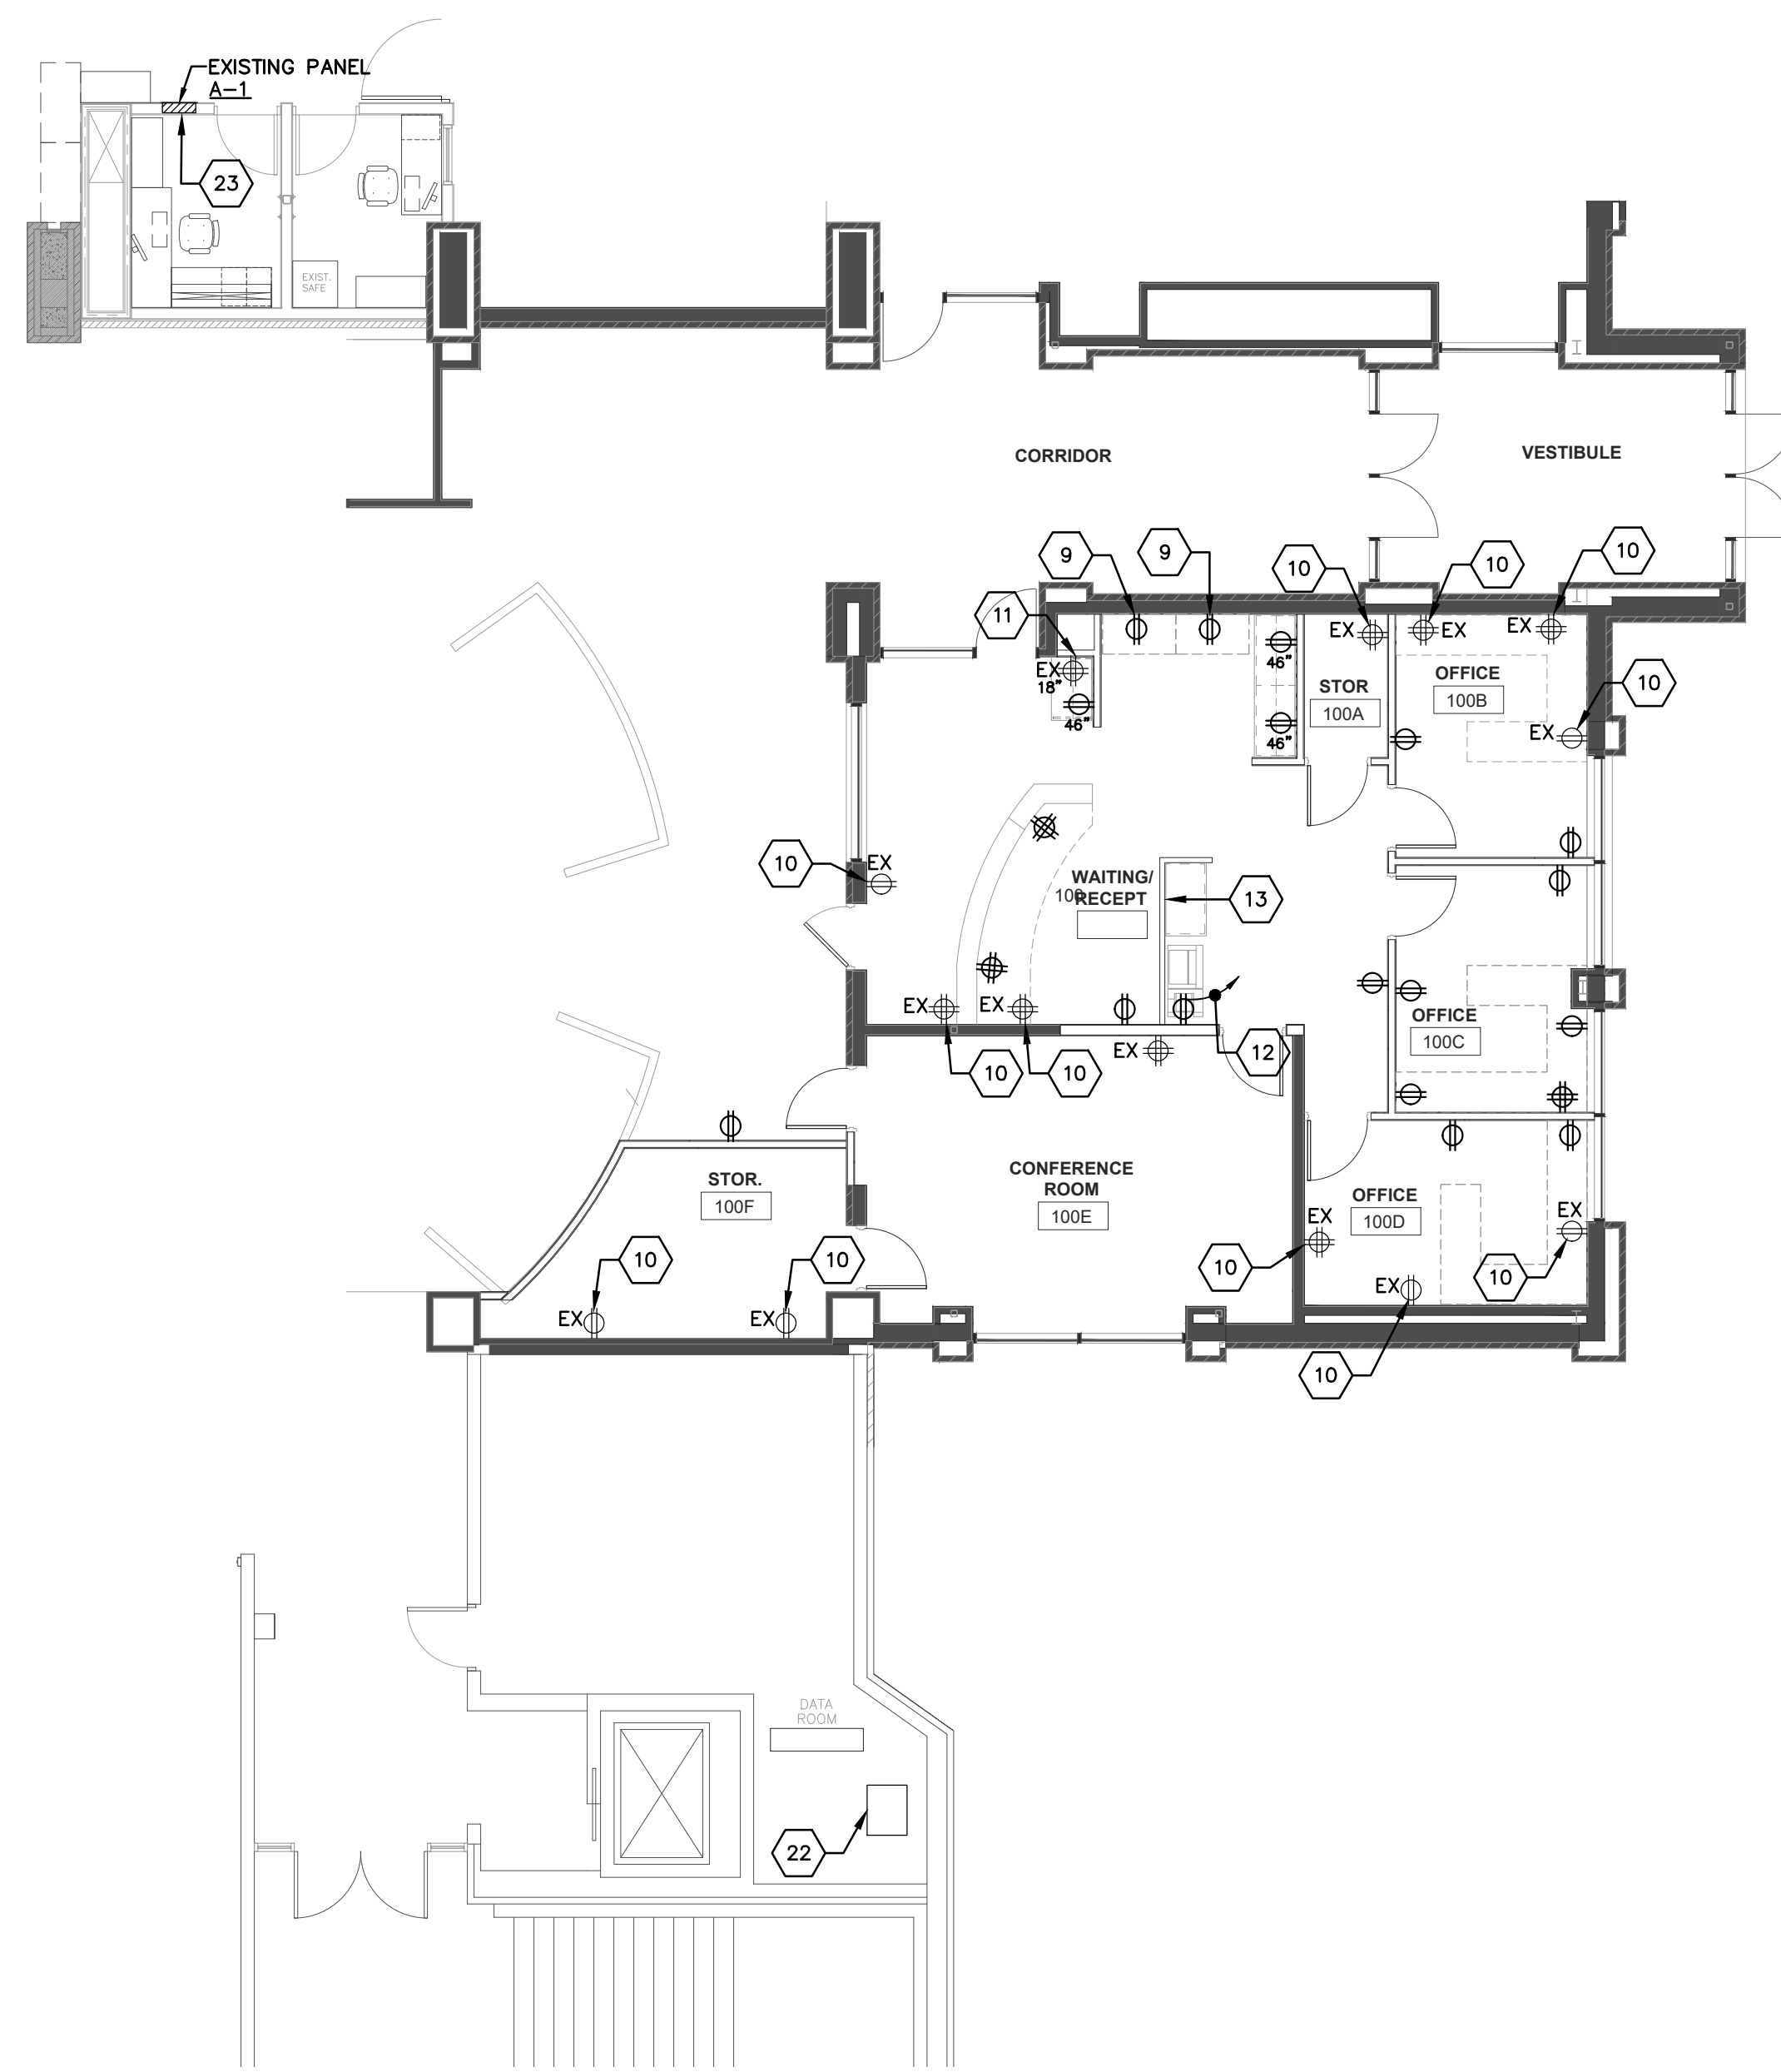 EXISTING PANEL
A-1
23
EXIST.
SAFE
CORRIDOR
VESTIBULE
9
9
10
10
10
11
EX
EX
EX
EX
18"
46"
46"
46"
STOR
100A
OFFICE
100B
10
EX
10
EX
WAITING/
RECEPT
100
13
EX
EX
OFFICE
100C
EX
12
10
10
STOR.
100F
CONFERENCE
ROOM
100E
OFFICE
100D
EX
EX
10
10
10
10
EX
EX
EX
10
DATA
ROOM
22